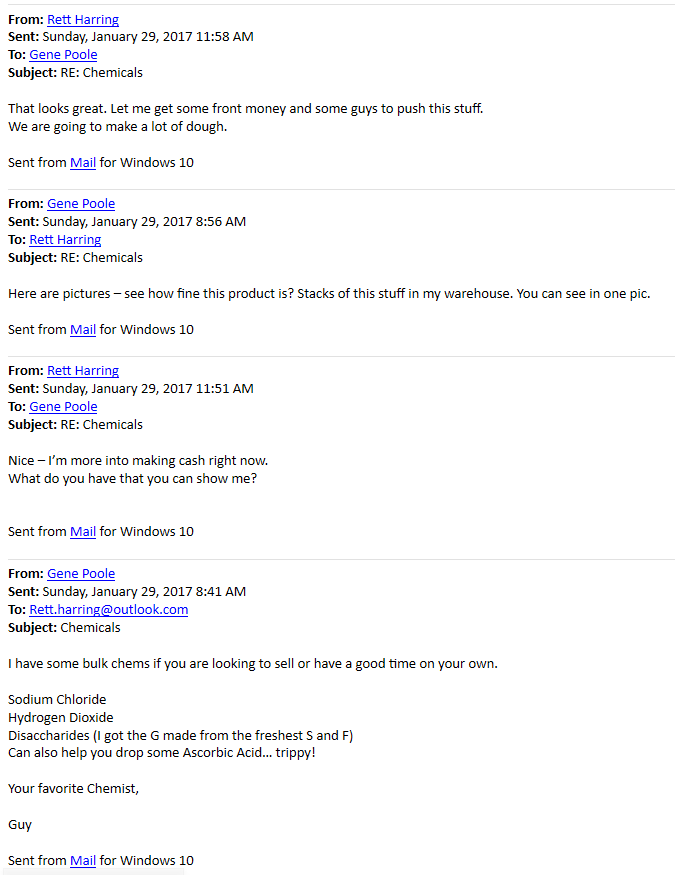 From: Rett Harring
Sent: Sunday, January 29, 2017 11:58 AM
To: Gene Poole
Subject: RE: Chemicals
That looks great. Let me get some front money and some guys to push this stuff.
We are going to make a lot of dough.
Sent from Mail for Windows 10
From: Gene Poole
Sent: Sunday, January 29, 2017 8:56 AM
To: Rett Harring
Subject: RE: Chemicals
Here are pictures – see how fine this product is? Stacks of this stuff in my warehouse. You can see in one pic.
Sent from Mail for Windows 10
From: Rett Harring
Sent: Sunday, January 29, 2017 11:51 AM
To: Gene Poole
Subject: RE: Chemicals
Nice – I'm more into making cash right now.
What do you have that you can show me?
Sent from Mail for Windows 10
From: Gene Poole
Sent: Sunday, January 29, 2017 8:41 AM
To: Rett.harring@outlook.com
Subject: Chemicals
I have some bulk chems if you are looking to sell or have a good time on your own.
Sodium Chloride
Hydrogen Dioxide
Disaccharides (I got the G made from the freshest S and F)
Can also help you drop some Ascorbic Acid... trippy!
Your favorite Chemist,
Guy
Sent from Mail for Windows 10